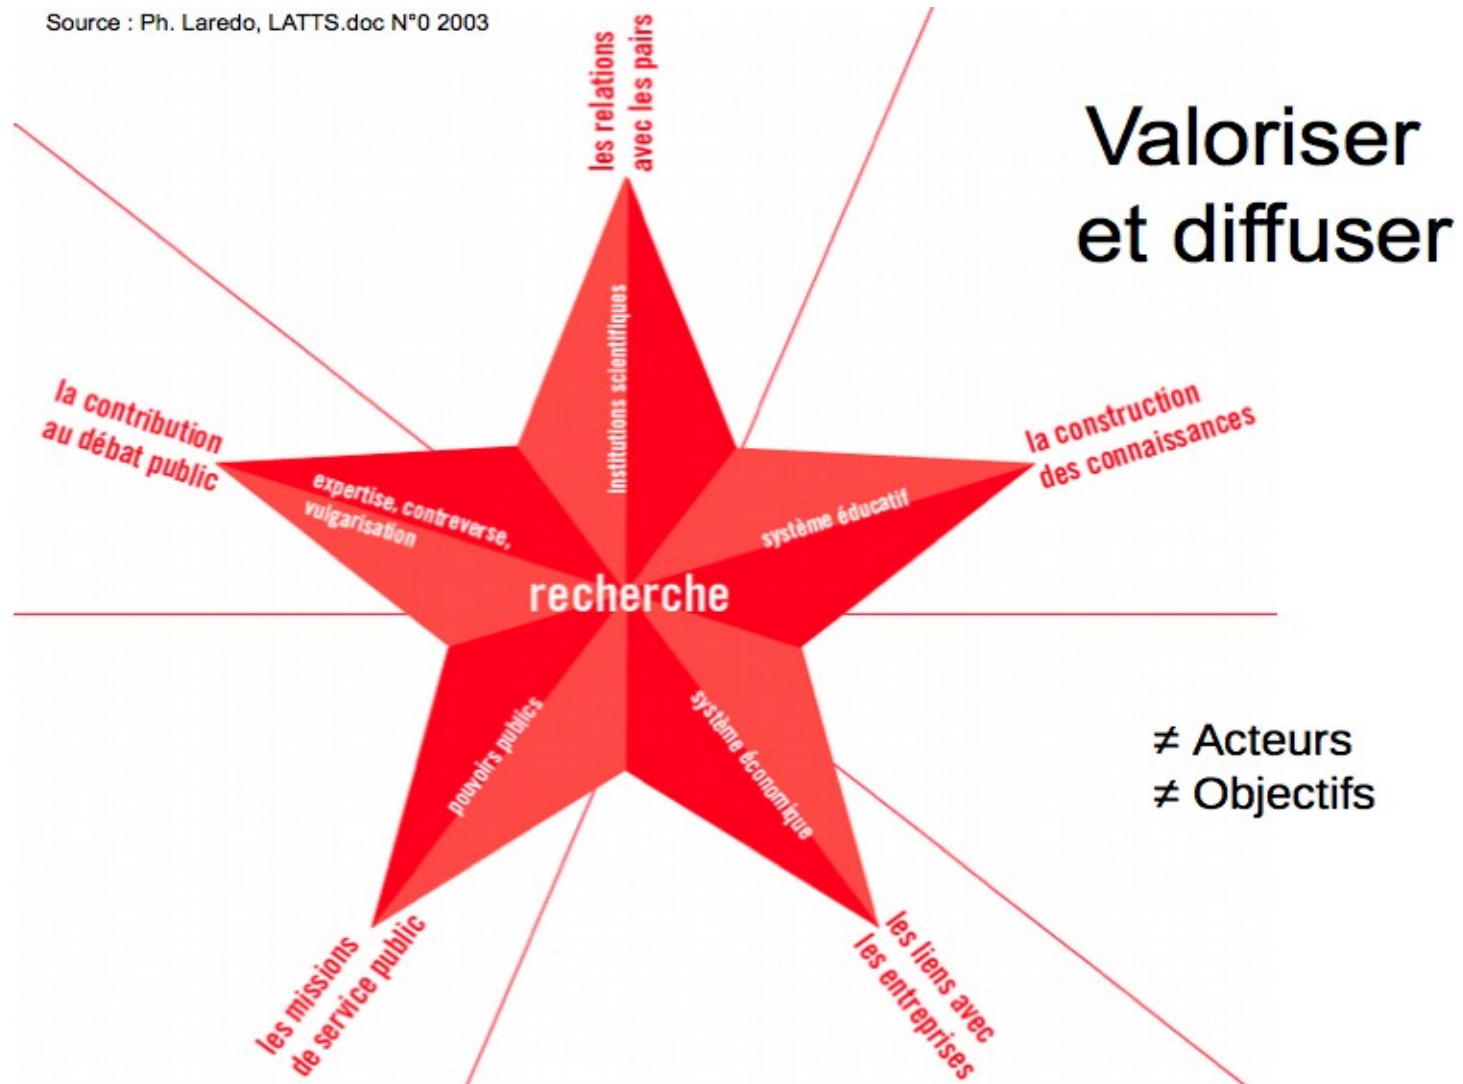 Source : Ph. Laredo, LATTS.doc N°0 2003
Valoriser
et diffuser
les relations
avec les pairs
institutions scientifiques
la contribution
au débat public
expertise, contreverse,
vulgarisation
la construction
des connaissances
système éducatif
recherche
pouvoirs publics
système économique
≠ Acteurs
≠ Objectifs
les missions
de service public
les liens avec
les entreprises